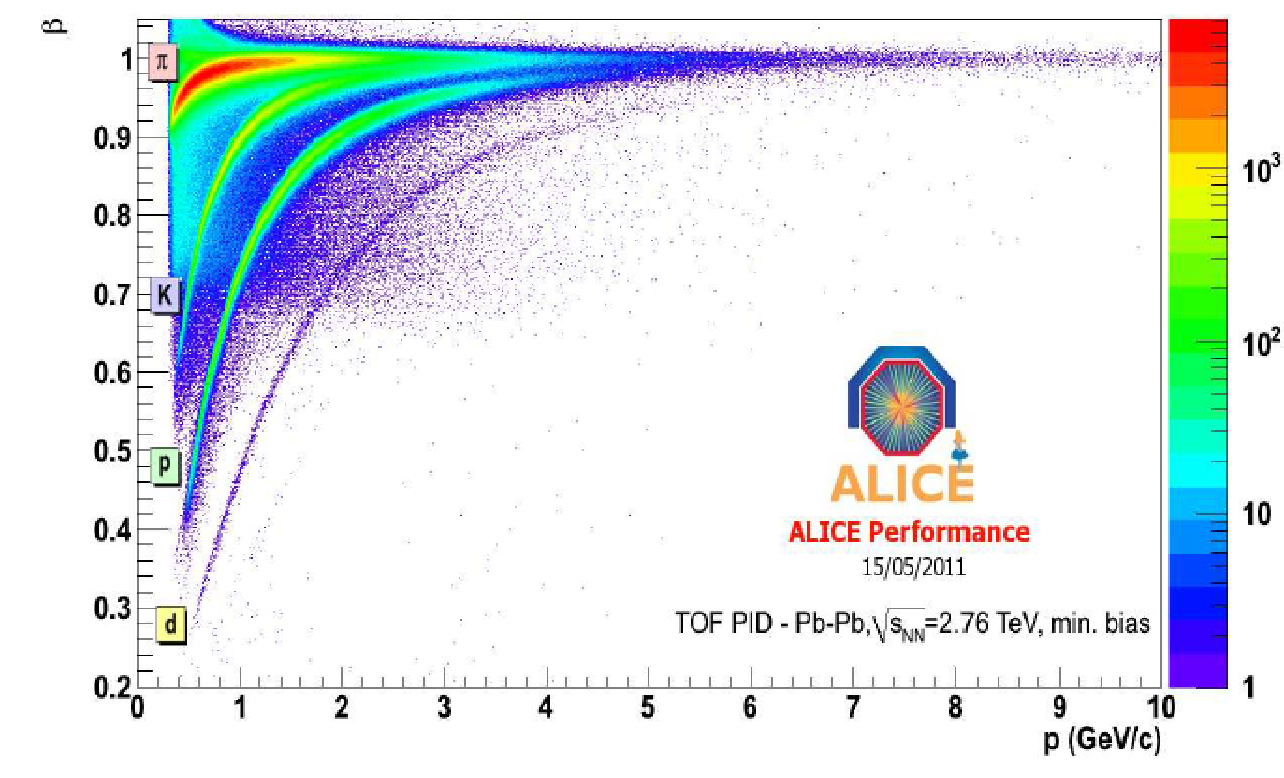 β
1
0.9
0.8
0.7
0.6
0.5
0.4
0.3
0.2
π
K
p
d
0 1 2 3 4 5 6 7 8 9 10
p (GeV/c)
ALICE
ALICE Performance
15/05/2011
TOF PID - Pb-Pb,√sNN=2.76 TeV, min. bias
10³
10²
10
1